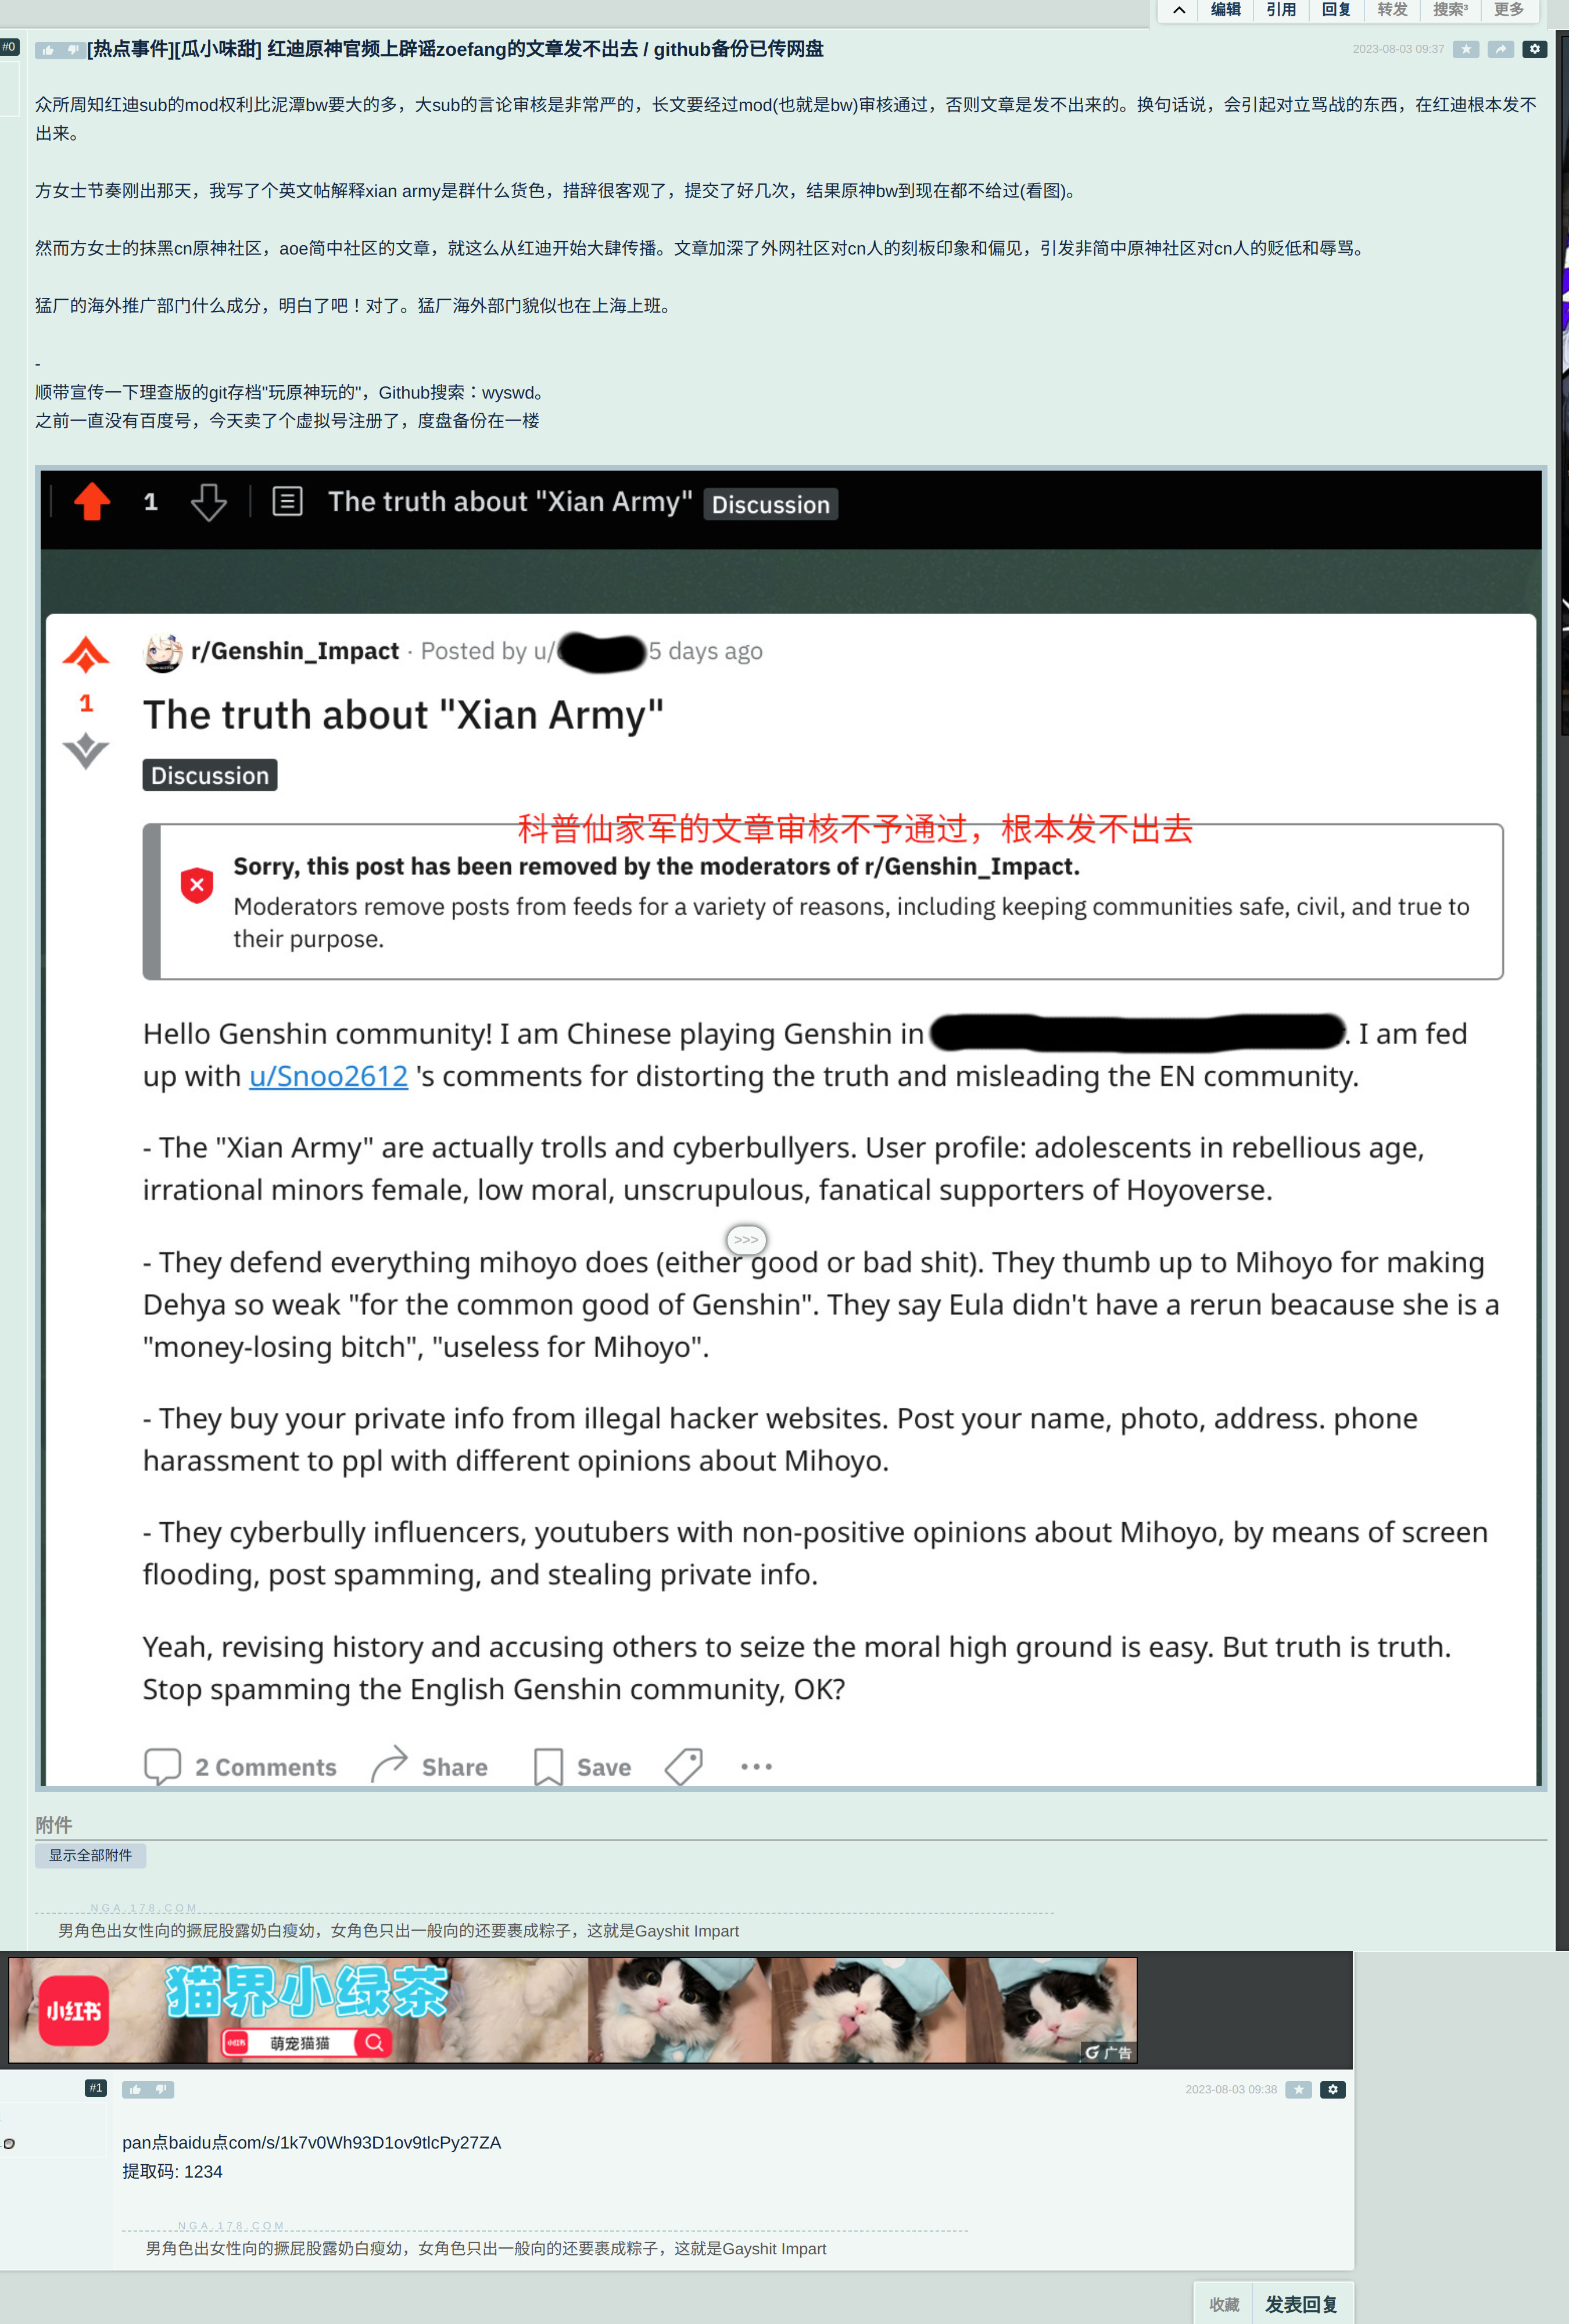 编辑 引用 回复 转发 搜索³ 更多
#0
[热点事件][瓜小味甜] 红迪原神官频上辟谣zoefang的文章发不出去 / github备份已传网盘
2023-08-03 09:37
众所周知红迪sub的mod权利比泥潭bw要大的多，大sub的言论审核是非常严的，长文要经过mod(也就是bw)审核通过，否则文章是发不出来的。换句话说，会引起对立骂战的东西，在红迪根本发不
出来。
方女士节奏刚出那天，我写了个英文帖解释xian army是群什么货色，措辞很客观了，提交了好几次，结果原神bw到现在都不给过(看图)。
然而方女士的抹黑cn原神社区，aoe简中社区的文章，就这么从红迪开始大肆传播。文章加深了外网社区对cn人的刻板印象和偏见，引发非简中原神社区对cn人的贬低和辱骂。
猛厂的海外推广部门什么成分，明白了吧！对了。猛厂海外部门貌似也在上海上班。
-
顺带宣传一下理查版的git存档"玩原神玩的"，Github搜索：wyswd。
之前一直没有百度号，今天卖了个虚拟号注册了，度盘备份在一楼
1 The truth about "Xian Army" Discussion
r/Genshin_Impact · Posted by u/ 5 days ago
1
The truth about "Xian Army"
Discussion
科普仙家军的文章审核不予通过，根本发不出去
Sorry, this post has been removed by the moderators of r/Genshin_Impact.
Moderators remove posts from feeds for a variety of reasons, including keeping communities safe, civil, and true to
their purpose.
Hello Genshin community! I am Chinese playing Genshin in . I am fed
up with u/Snoo2612 's comments for distorting the truth and misleading the EN community.
- The "Xian Army" are actually trolls and cyberbullyers. User profile: adolescents in rebellious age,
irrational minors female, low moral, unscrupulous, fanatical supporters of Hoyoverse.
>>>
- They defend everything mihoyo does (either good or bad shit). They thumb up to Mihoyo for making
Dehya so weak "for the common good of Genshin". They say Eula didn't have a rerun beacause she is a
"money-losing bitch", "useless for Mihoyo".
- They buy your private info from illegal hacker websites. Post your name, photo, address. phone
harassment to ppl with different opinions about Mihoyo.
- They cyberbully influencers, youtubers with non-positive opinions about Mihoyo, by means of screen
flooding, post spamming, and stealing private info.
Yeah, revising history and accusing others to seize the moral high ground is easy. But truth is truth.
Stop spamming the English Genshin community, OK?
2 Comments Share Save
附件
显示全部附件
NGA.178.COM
男角色出女性向的撅屁股露奶白瘦幼，女角色只出一般向的还要裹成粽子，这就是Gayshit Impart
小红书
猫界小绿茶
小红书 萌宠猫猫
广告
#1
2023-08-03 09:38
pan点baidu点com/s/1k7v0Wh93D1ov9tlcPy27ZA
提取码: 1234
NGA.178.COM
男角色出女性向的撅屁股露奶白瘦幼，女角色只出一般向的还要裹成粽子，这就是Gayshit Impart
收藏 发表回复